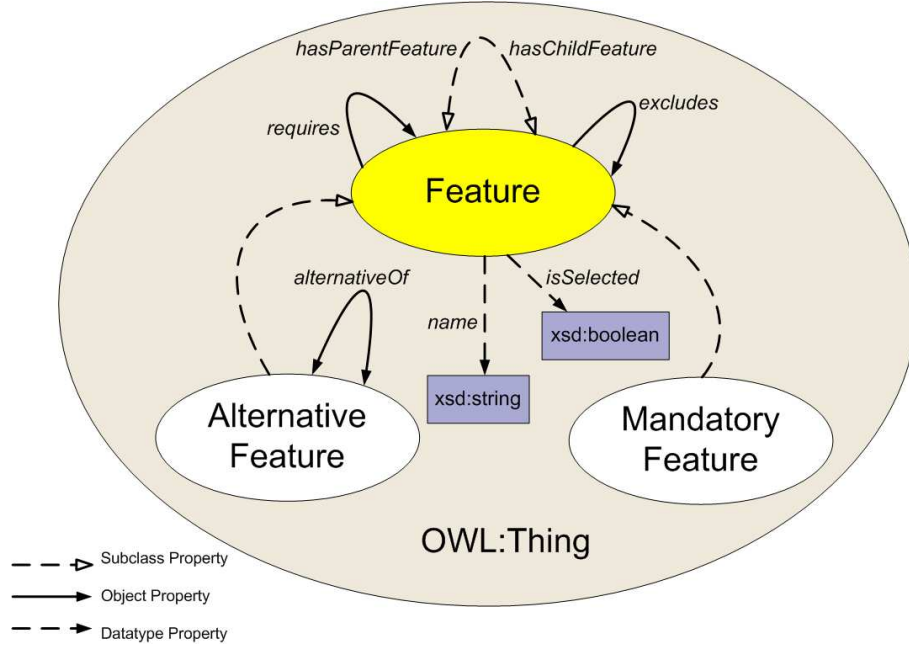 hasParentFeature
hasChildFeature
requires
excludes
Feature
alternativeOf
isSelected
name
xsd:boolean
xsd:string
Alternative
Feature
Mandatory
Feature
OWL:Thing
Subclass Property
Object Property
Datatype Property